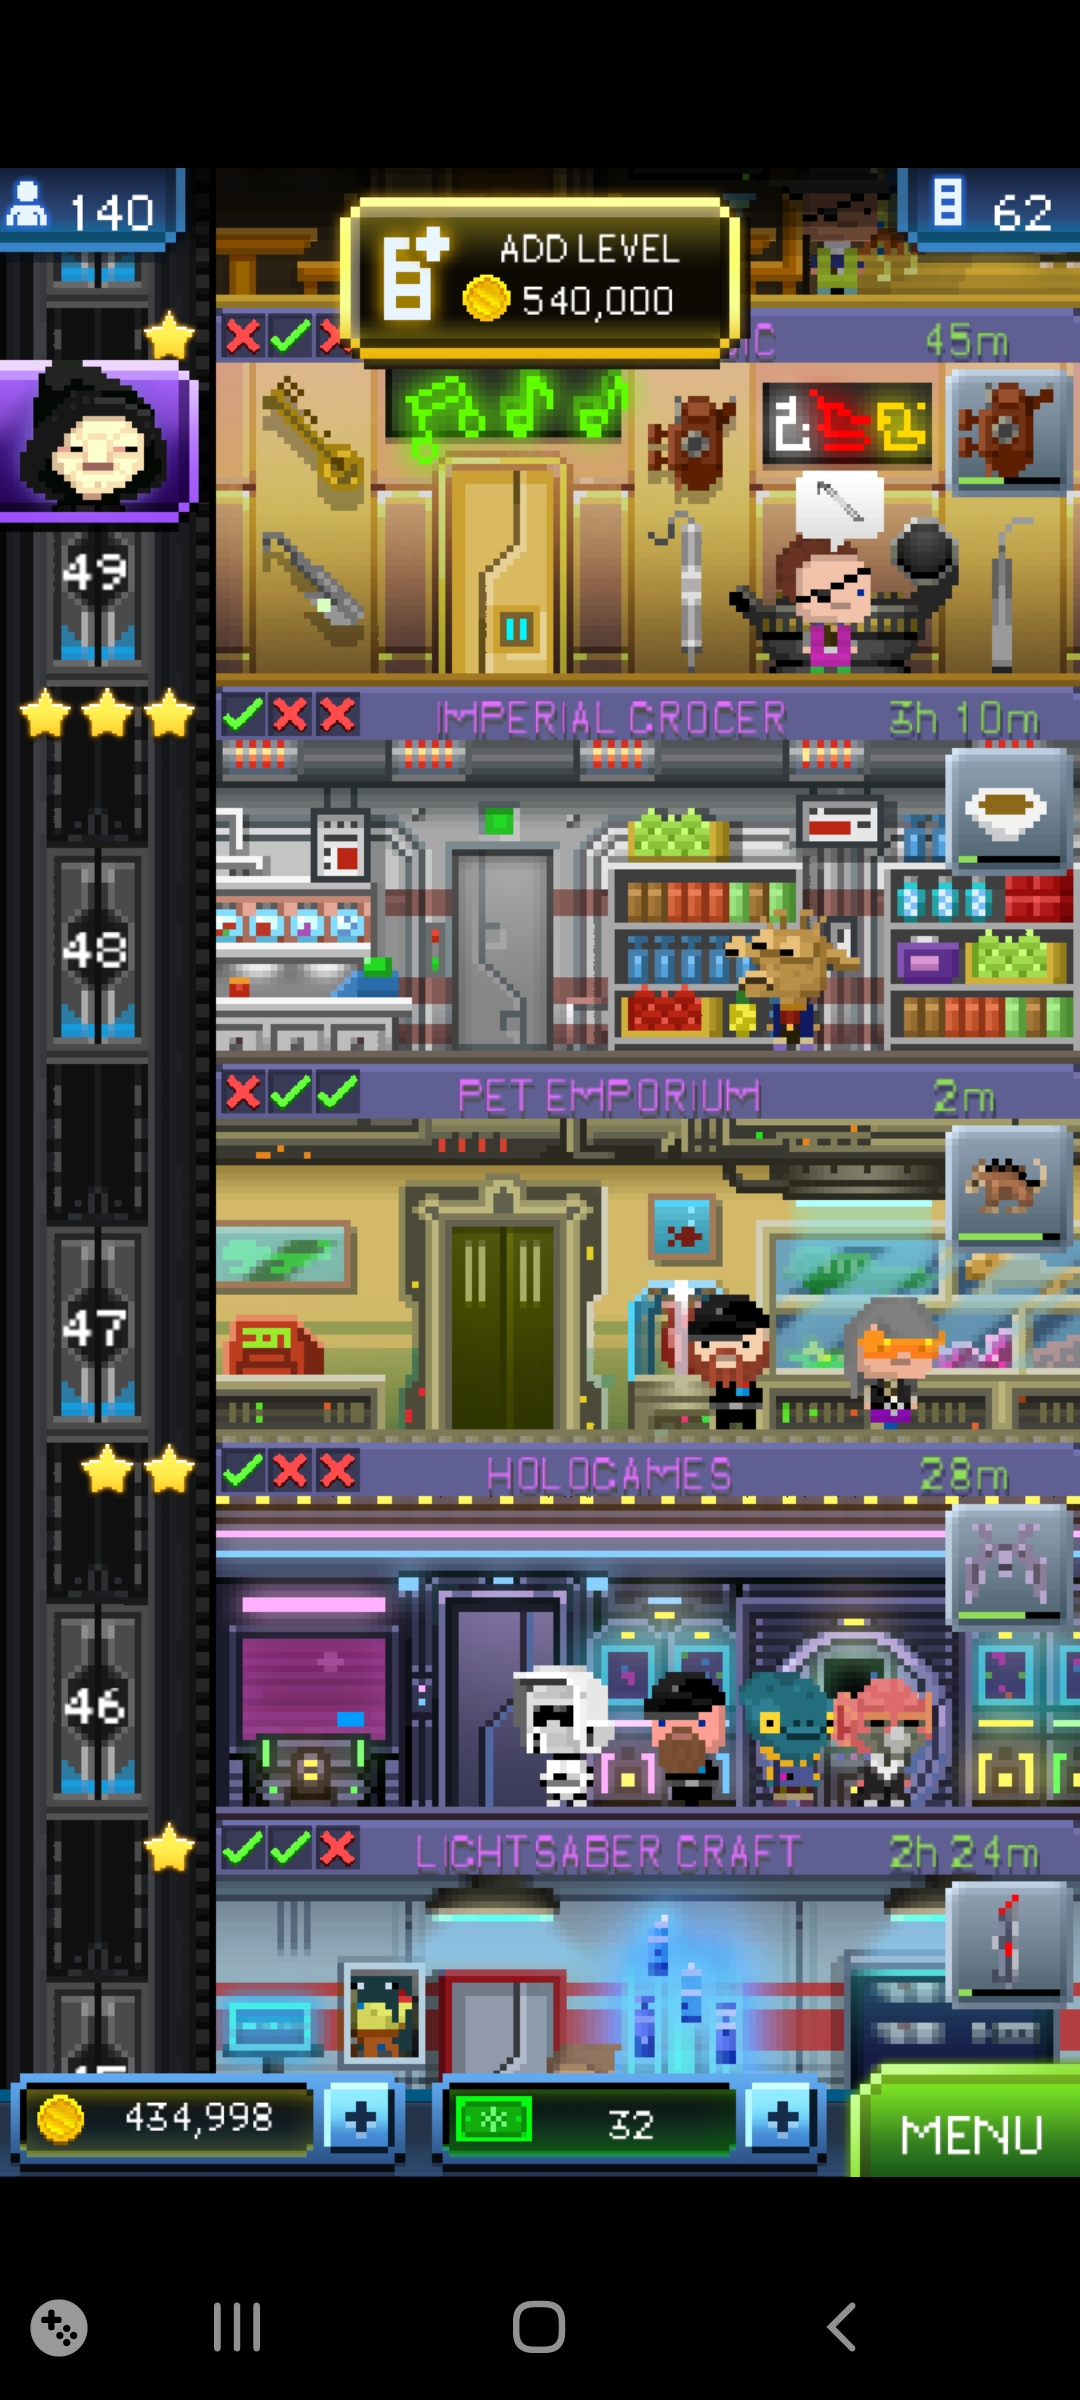 140
ADD LEVEL
540,000
62
45m
49
IMPERIAL GROCER
3h 10m
48
PET EMPORIUM
2m
47
HOLOGAMES
28m
46
LIGHTSABER CRAFT
2h 24m
434,998
32
MENU